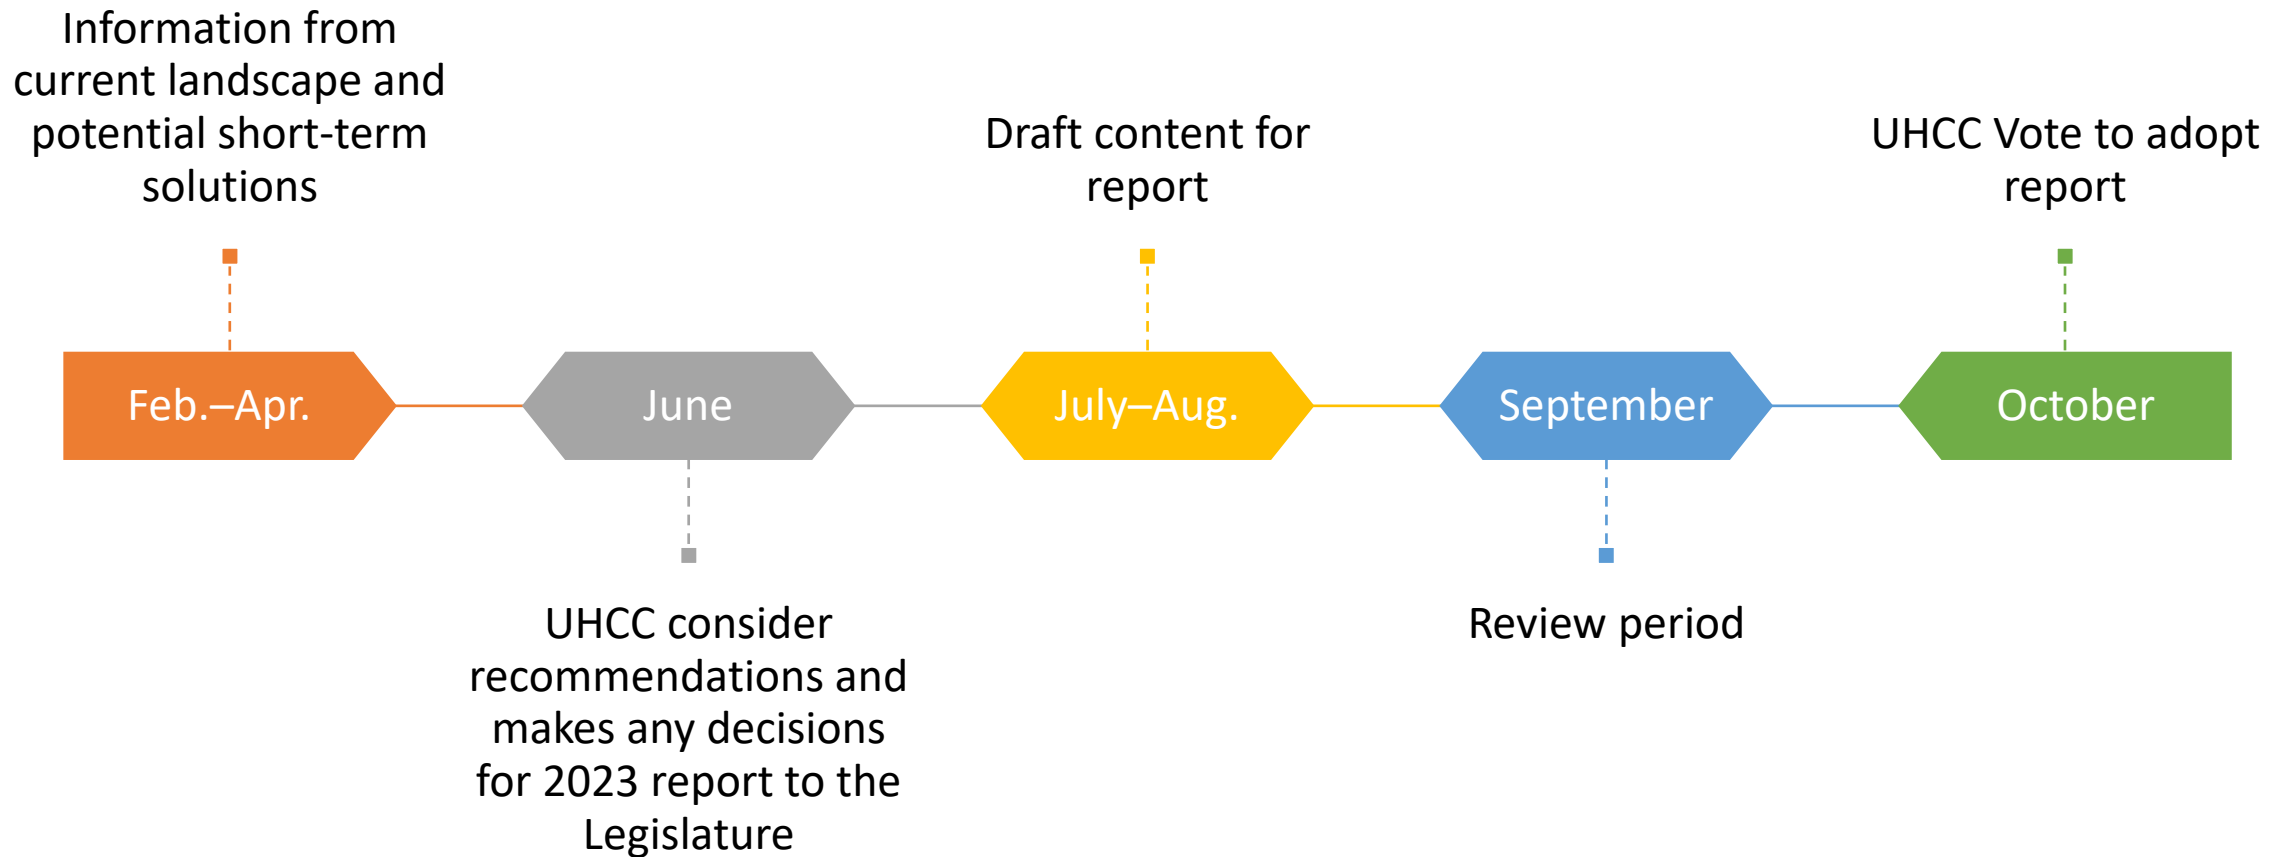 Information from
current landscape and
potential short-term
solutions
Draft content for
report
UHCC Vote to adopt
report
Feb.–Apr.
June
July–Aug.
September
October
UHCC consider
recommendations and
makes any decisions
for 2023 report to the
Legislature
Review period